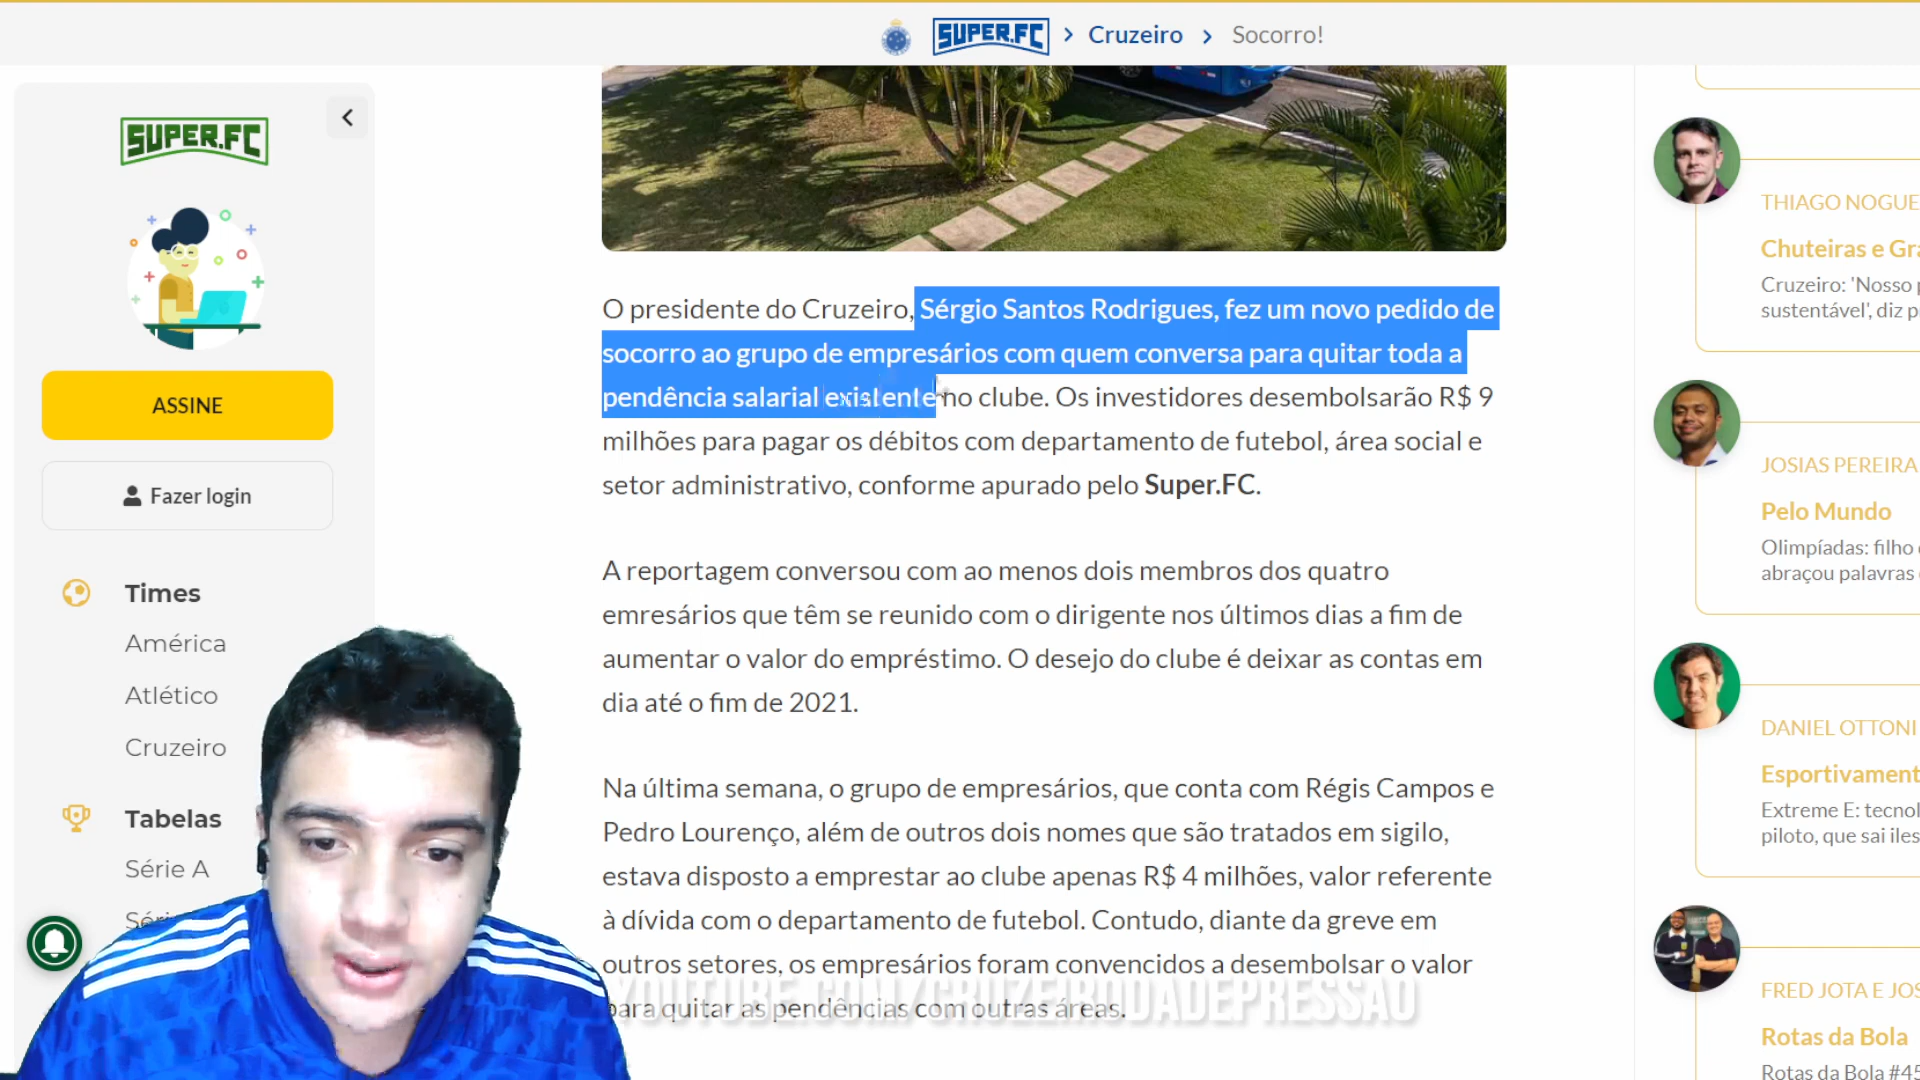 SUPER.FC > Cruzeiro > Socorro!
SUPER.FC
ASSINE
Fazer login
Times
América
Atlético
Cruzeiro
Tabelas
Série A
O presidente do Cruzeiro, Sérgio Santos Rodrigues, fez um novo pedido de
socorro ao grupo de empresários com quem conversa para quitar toda a
pendência salarial existente no clube. Os investidores desembolsarão R$ 9
milhões para pagar os débitos com departamento de futebol, área social e
setor administrativo, conforme apurado pelo Super.FC.
A reportagem conversou com ao menos dois membros dos quatro
emresários que têm se reunido com o dirigente nos últimos dias a fim de
aumentar o valor do empréstimo. O desejo do clube é deixar as contas em
dia até o fim de 2021.
Na última semana, o grupo de empresários, que conta com Régis Campos e
Pedro Lourenço, além de outros dois nomes que são tratados em sigilo,
estava disposto a emprestar ao clube apenas R$ 4 milhões, valor referente
à dívida com o departamento de futebol. Contudo, diante da greve em
outros setores, os empresários foram convencidos a desembolsar o valor
para quitar as pendências com outras áreas.
YOUTUBE.COM/CRUZEIRODADEPRESSAO
THIAGO NOGUE
Chuteiras e Gra
Cruzeiro: 'Nosso p
sustentável', diz p
JOSIAS PEREIRA
Pelo Mundo
Olimpíadas: filho
abraçou palavras
DANIEL OTTONI
Esportivament
Extreme E: tecnol
piloto, que sai iles
FRED JOTA E JOS
Rotas da Bola
Rotas da Bola #45